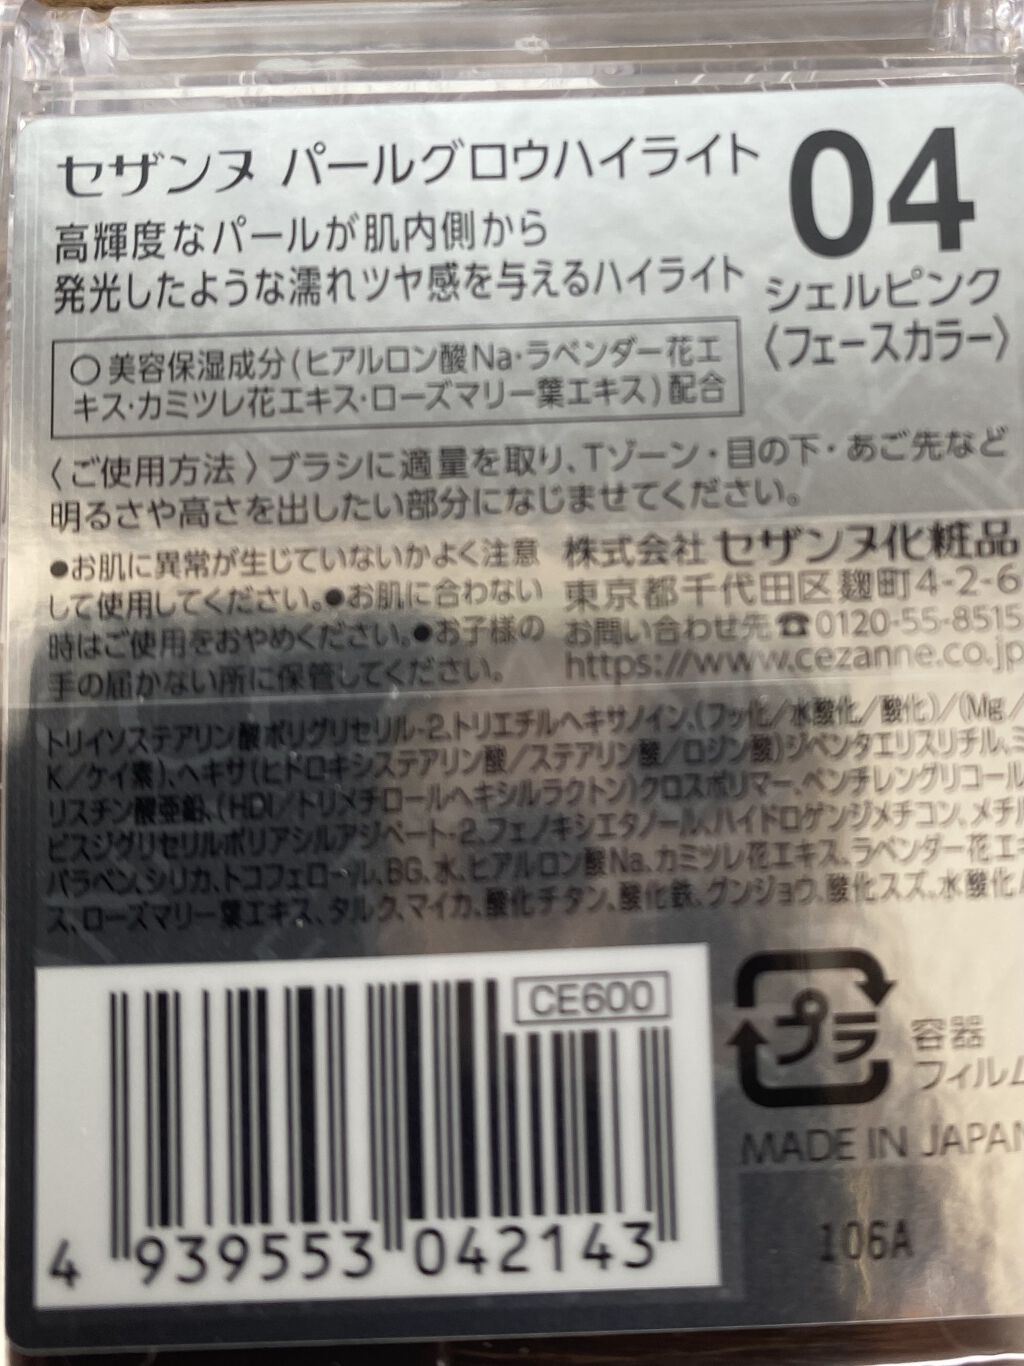 セザンヌ パールグロウハイライト
04
シェルピンク
〈フェースカラー〉
高輝度なパールが肌内側から
発光したような濡れツヤ感を与えるハイライト
○美容保湿成分(ヒアルロン酸Na・ラベンダー花エ
キス・カミツレ花エキス・ローズマリー葉エキス)配合
〈ご使用方法〉ブラシに適量を取り、Tゾーン・目の下・あご先など
明るさや高さを出したい部分になじませてください。
●お肌に異常が生じていないかよく注意
して使用してください。●お肌に合わない
時はご使用をおやめください。●お子様の
手の届かない所に保管してください。
株式会社 セザンヌ化粧品
東京都千代田区麹町4-2-6
お問い合わせ先☎0120-55-8515
https://www.cezanne.co.jp
トリイソステアリン酸ポリグリセリル-2、トリエチルヘキサノイン、(フッ化/水酸化/酸化)/(Mg/
K/ケイ素)、ヘキサ(ヒドロキシステアリン酸/ステアリン酸/ロジン酸)ジペンタエリスリチル、ミ
リスチン酸亜鉛、(HDI/トリメチロールヘキシルラクトン)クロスポリマー、ペンチレングリコール
ビスジグリセリルポリアシルアジペート-2、フェノキシエタノール、ハイドロゲンジメチコン、メチル
パラベン、シリカ、トコフェロール、BG、水、ヒアルロン酸Na、カミツレ花エキス、ラベンダー花エキ
ス、ローズマリー葉エキス、タルク、マイカ、酸化チタン、酸化鉄、グンジョウ、酸化スズ、水酸化
CE600
4 939553 042143
プラ
容器
フィルム
MADE IN JAPAN
106A